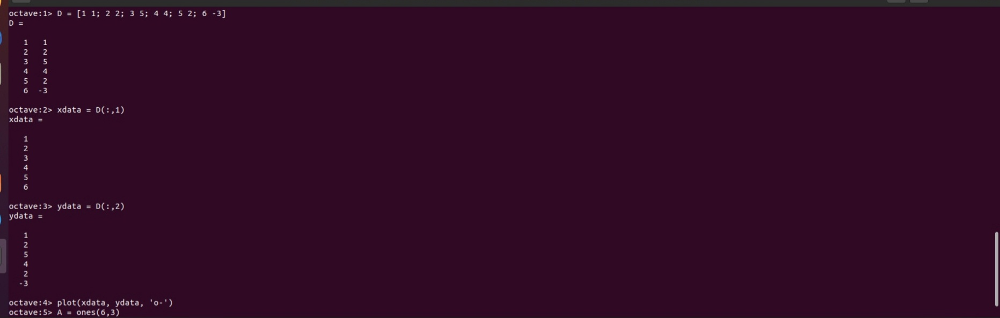 octave:1> D = [1 1; 2 2; 3 5; 4 4; 5 2; 6 -3]
D =
1 1
2 2
3 5
4 4
5 2
6 -3
octave:2> xdata = D(:,1)
xdata =
1
2
3
4
5
6
octave:3> ydata = D(:,2)
ydata =
1
2
5
4
2
-3
octave:4> plot(xdata, ydata, 'o-')
octave:5> A = ones(6,3)